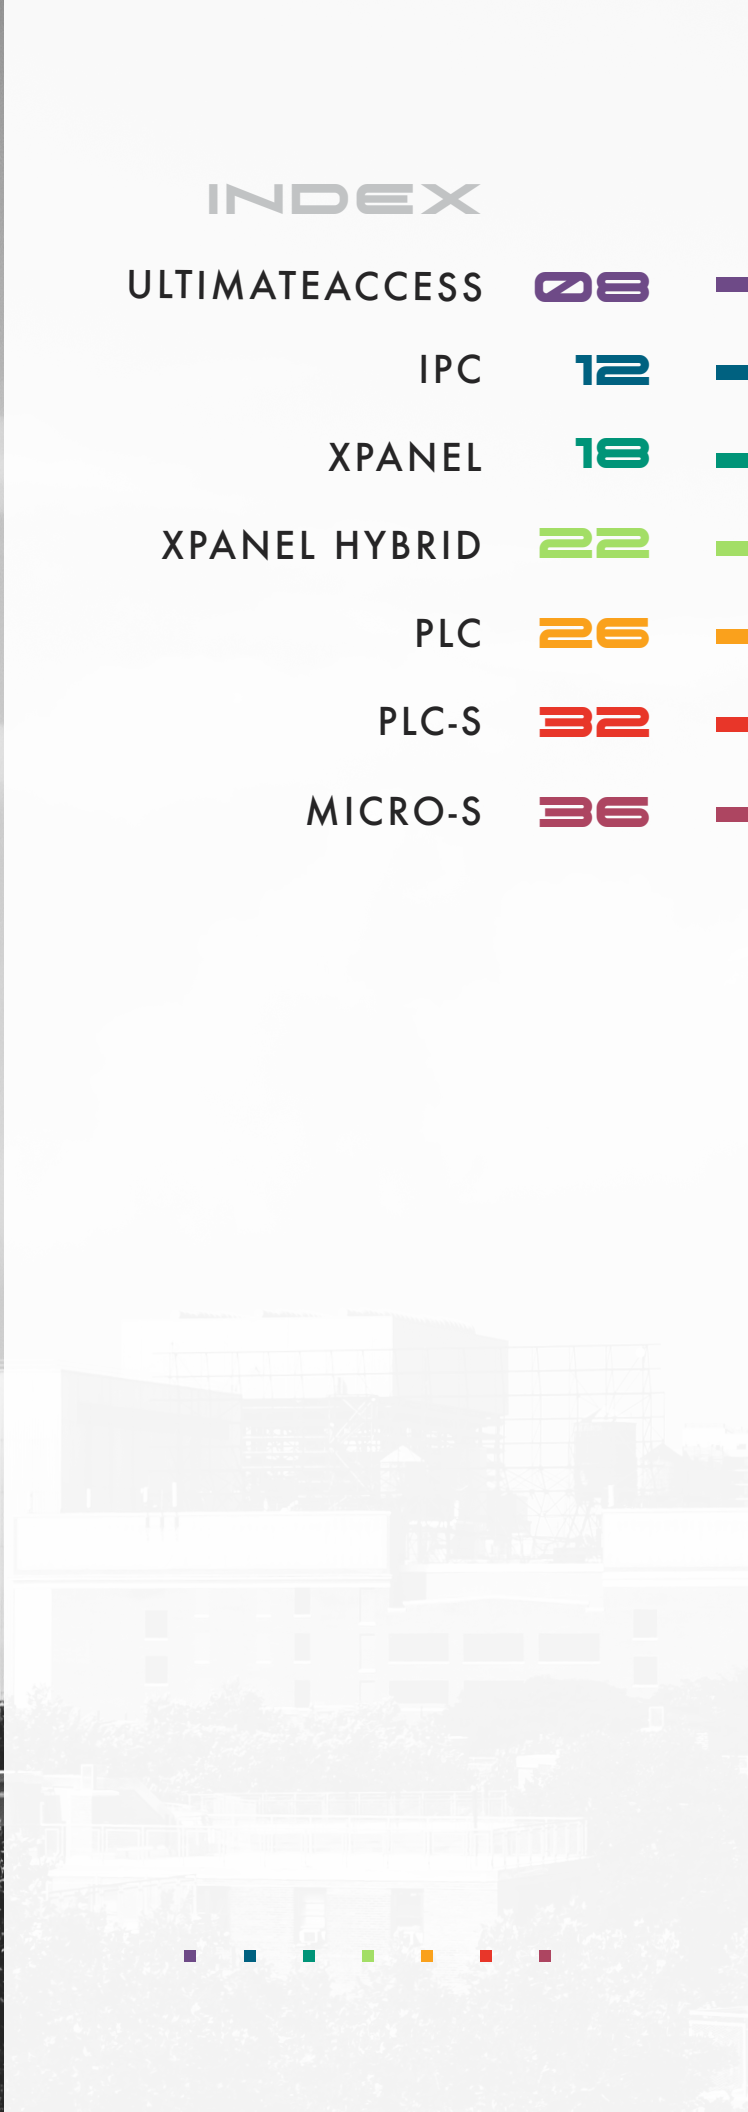 INDEX
ULTIMATEACCESS 08
IPC 12
XPANEL 18
XPANEL HYBRID 22
PLC 26
PLC-S 32
MICRO-S 36